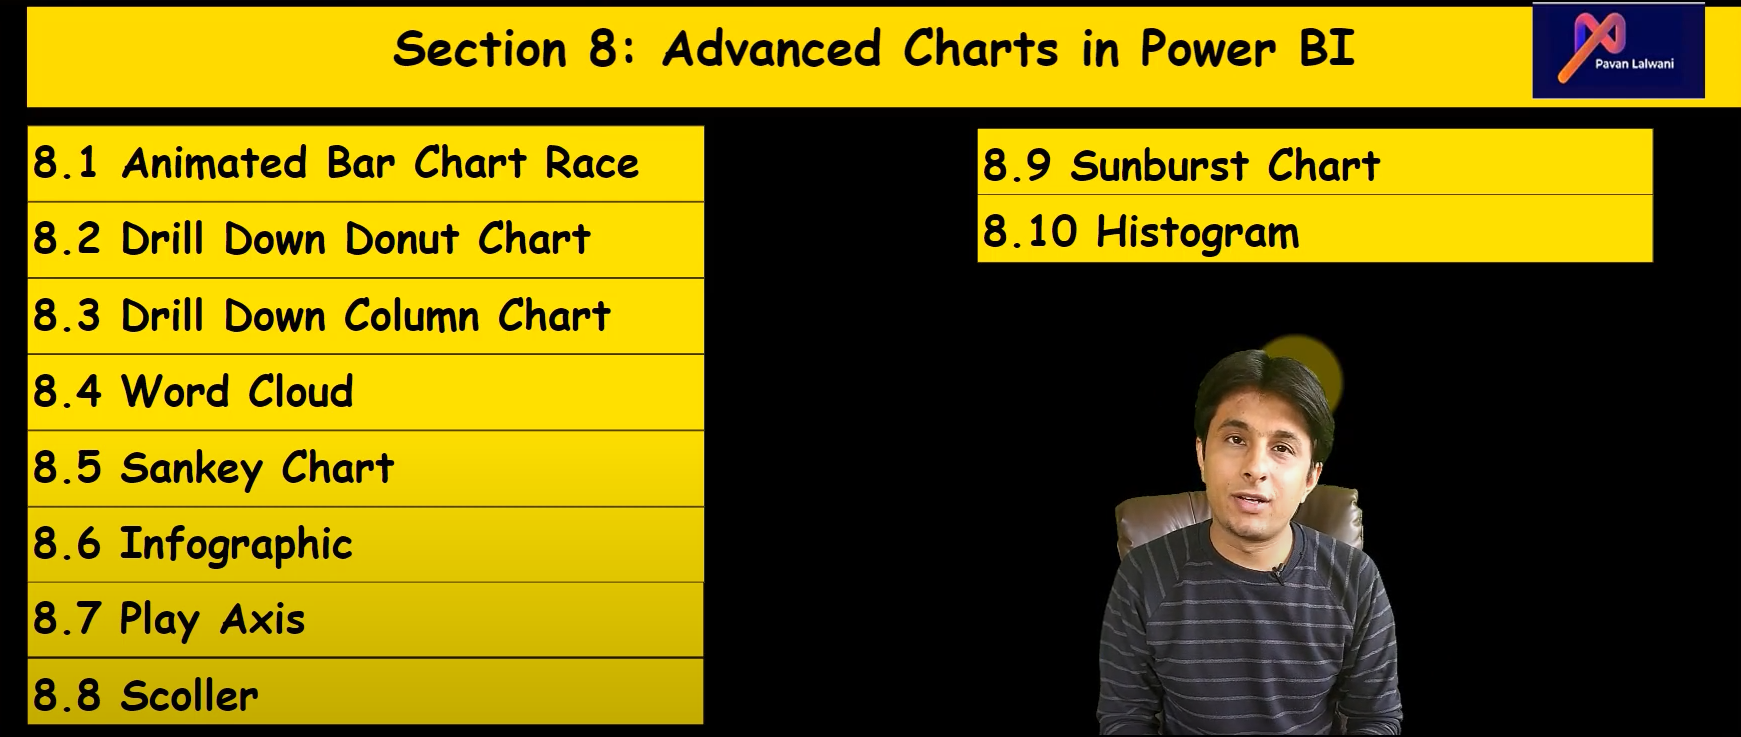 Section 8: Advanced Charts in Power BI
Pavan Lalwani
8.1 Animated Bar Chart Race
8.2 Drill Down Donut Chart
8.3 Drill Down Column Chart
8.4 Word Cloud
8.5 Sankey Chart
8.6 Infographic
8.7 Play Axis
8.8 Scoller
8.9 Sunburst Chart
8.10 Histogram